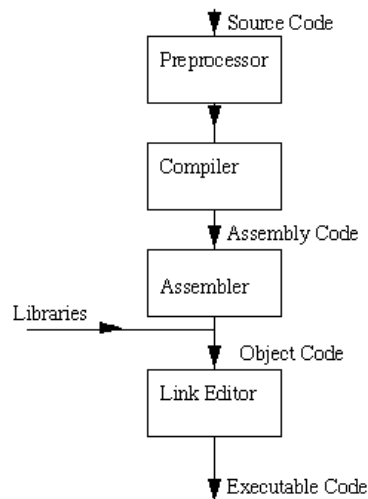 Source Code
Preprocessor
Compiler
Assembly Code
Assembler
Libraries
Object Code
Link Editor
Executable Code